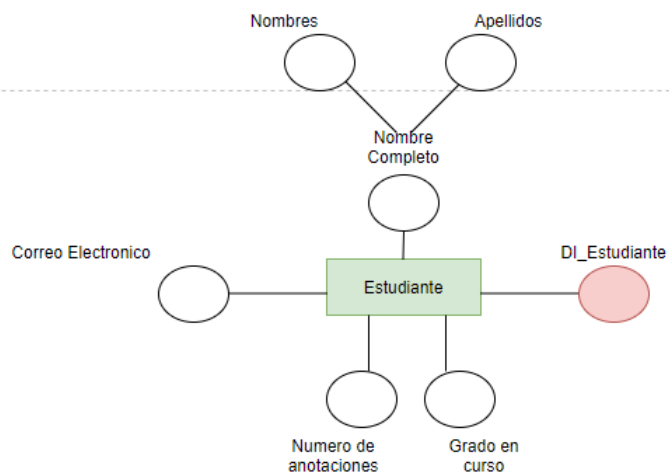 Nombres
Apellidos
Nombre
Completo
Correo Electronico
DI_Estudiante
Estudiante
Numero de
anotaciones
Grado en
curso